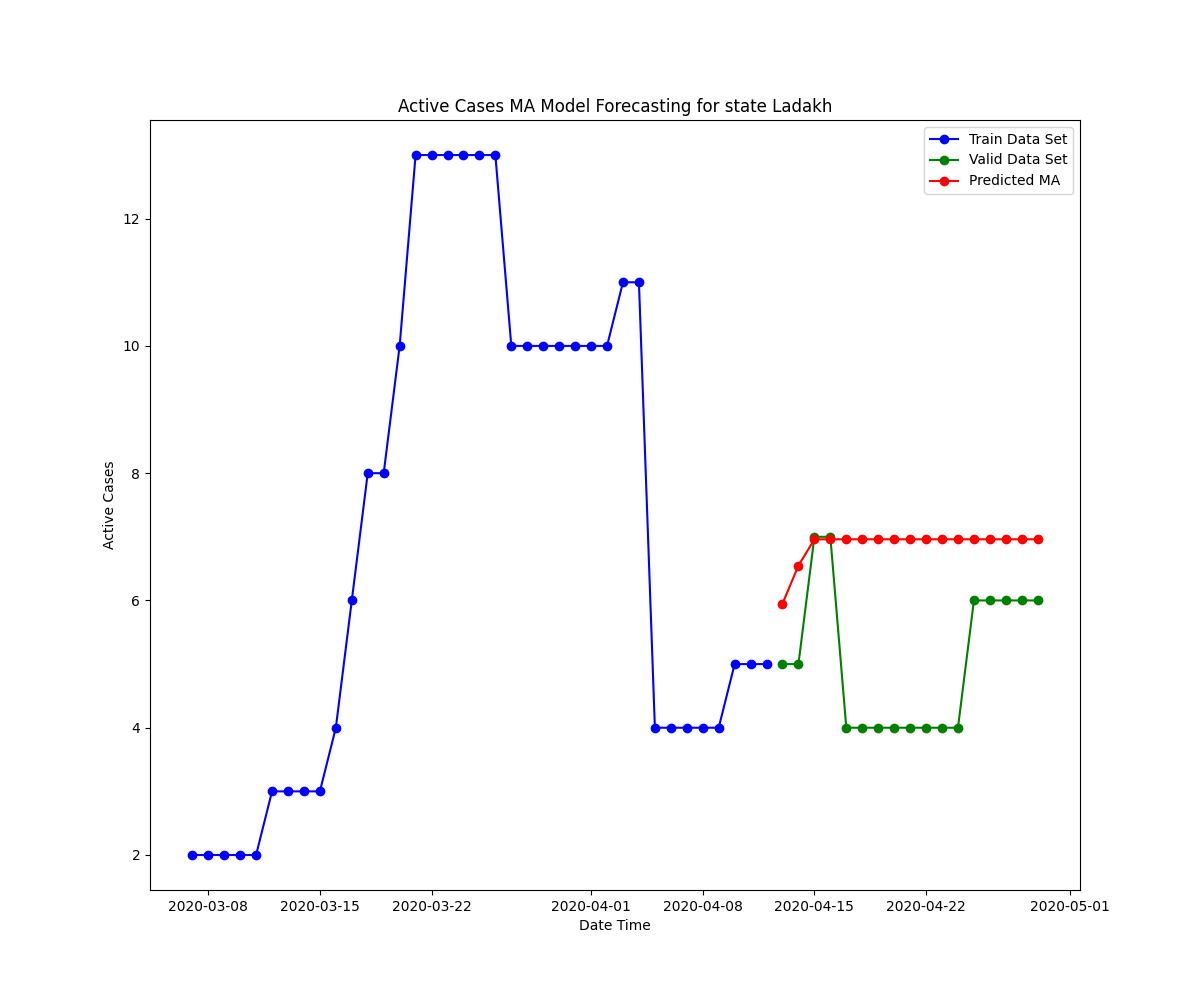 Active Cases MA Model Forecasting for state Ladakh
Train Data Set
Valid Data Set
Predicted MA
12
10
8
6
4
2
Active Cases
2020-03-08 2020-03-15 2020-03-22 2020-04-01 2020-04-08 2020-04-15 2020-04-22 2020-05-01
Date Time